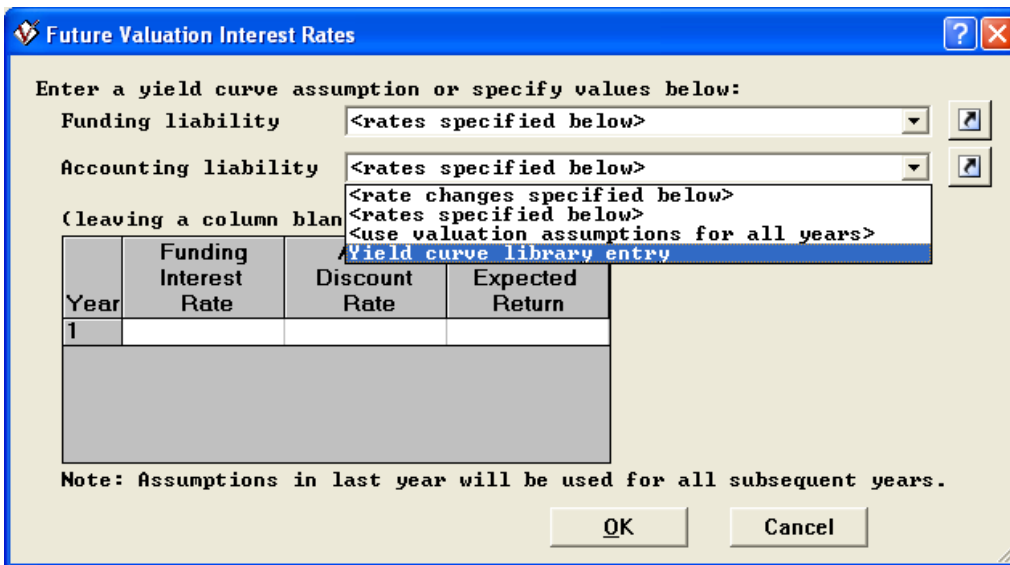 Future Valuation Interest Rates
Enter a yield curve assumption or specify values below:
Funding liability <rates specified below>
Accounting liability <rates specified below>
<rate changes specified below>
<rates specified below>
<use valuation assumptions for all years>
Yield curve library entry
(leaving a column
Year
Funding Interest Rate
Discount Rate
Expected Return
1
Note: Assumptions in last year will be used for all subsequent years.
OK Cancel